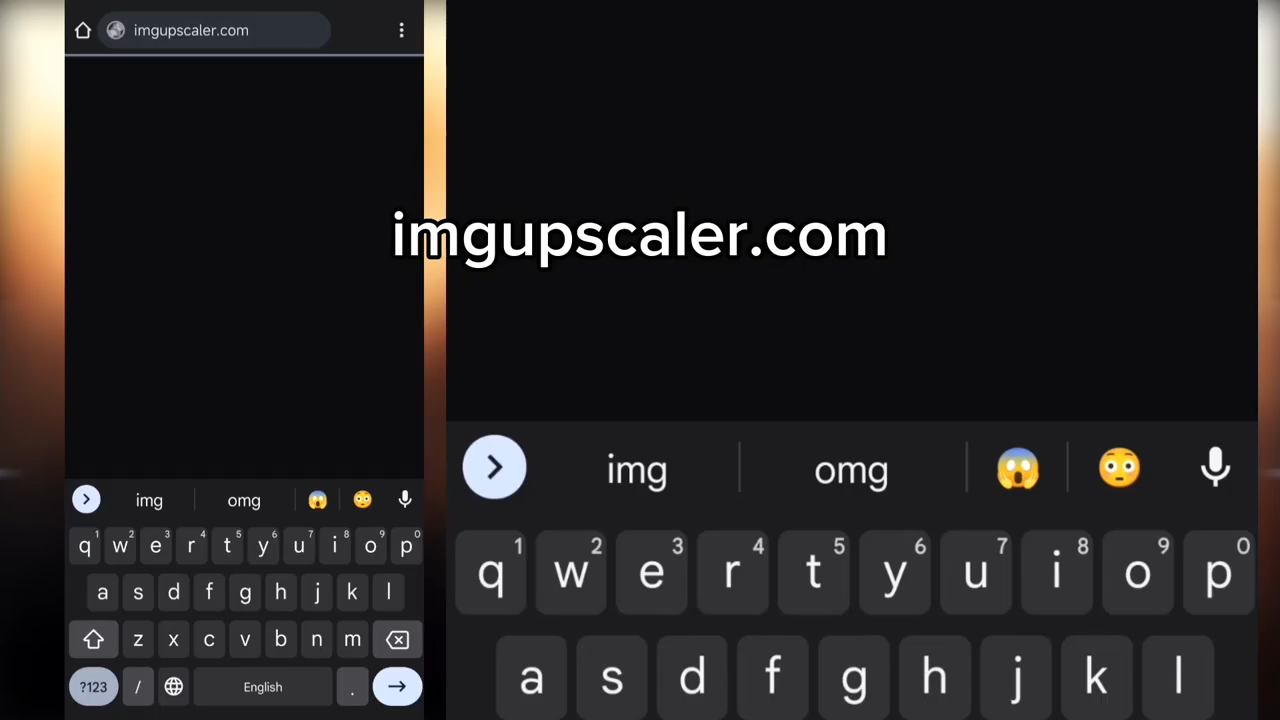 imgupscaler.com
imgupscaler.com
img omg 😱 😳
q1 w2 e3 r4 t5 y6 u7 i8 o9 p0
a s d f g h j k l
z x c v b n m
?123 / English .
img omg 😱 😳
q1 w2 e3 r4 t5 y6 u7 i8 o9 p0
a s d f g h j k l